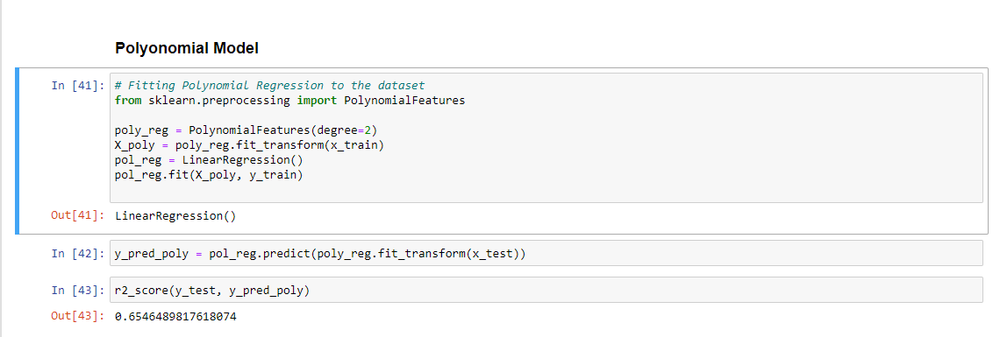 Polyonomial Model
In [41]: # Fitting Polynomial Regression to the dataset
from sklearn.preprocessing import PolynomialFeatures
poly_reg = PolynomialFeatures(degree=2)
X_poly = poly_reg.fit_transform(x_train)
pol_reg = LinearRegression()
pol_reg.fit(X_poly, y_train)
Out[41]: LinearRegression()
In [42]: y_pred_poly = pol_reg.predict(poly_reg.fit_transform(x_test))
In [43]: r2_score(y_test, y_pred_poly)
Out[43]: 0.6546489817618074